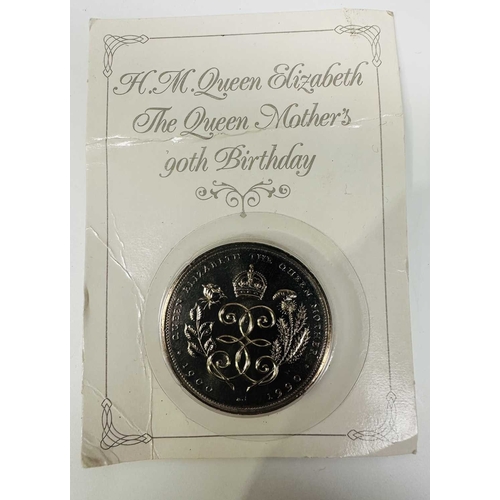 H.M. Queen Elizabeth
The Queen Mother's
90th Birthday
QUEEN ELIZABETH THE QUEEN MOTHER
· 1900 1990 ·